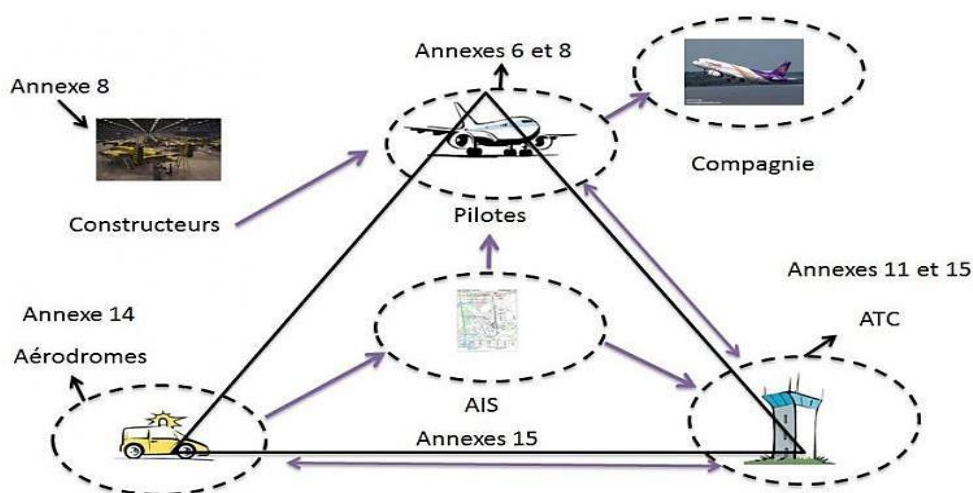 Annexes 6 et 8
Annexe 8
Compagnie
Constructeurs
Pilotes
Annexes 11 et 15
Annexe 14
ATC
Aérodromes
AIS
Annexes 15